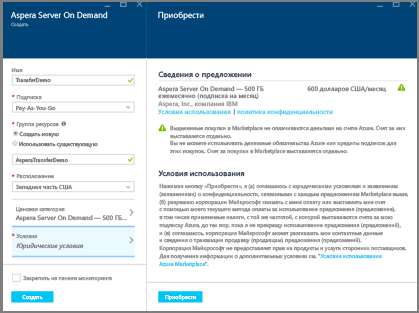 Aspera Server On Demand
Создать
Имя
TransferDemo
* Подписка
Pay-As-You-Go
* Группа ресурсов
Создать новую
Использовать существующую
AsperaTransferDemo
* Расположение
Западная часть США
Ценовая категория
Aspera Server On Demand — 500 ГБ...
* Условия
Юридические условия
Закрепить на панели мониторинга
Создать
Приобрести
Сведения о предложении
Aspera Server On Demand — 500 ГБ
600 долларов США/месяц
ежемесячно (подписка на месяц)
Aspera, Inc., компания IBM
Условия использования | политика конфиденциальности
Выделенные покупки в Marketplace не оплачиваются деньгами на счете Azure. Счет за них
выставляется отдельно.
Вы не можете использовать денежные обязательства Azure или кредиты подписок для
этих покупок. Счет за покупки в Marketplace выставляется отдельно.
Условия использования
Нажимая кнопку «Приобрести», я (а) соглашаюсь с юридическими условиями и заявлением
(заявлениями) о конфиденциальности, связанными с каждым предложением Marketplace выше,
(б) разрешаю корпорации Майкрософт снимать с меня оплату или выставлять мне счет
с помощью моего текущего метода оплаты за использование предложения (предложений),
в том числе применимые налоги, с той же частотой, с которой выставляются счета за мою
подписку Azure, до тех пор, пока я не прекращу использование предложений (предложений),
и (в) соглашаюсь, корпорация Майкрософт может разглашать мои контактные данные
и сведения о транзакции продавцу (продавцам) предложения (предложений).
Корпорация Майкрософт не предоставляет прав на продукты и услуги сторонних поставщиков.
Для получения информации о дополнительных условиях см. "Условия использования
Azure Marketplace".
Приобрести